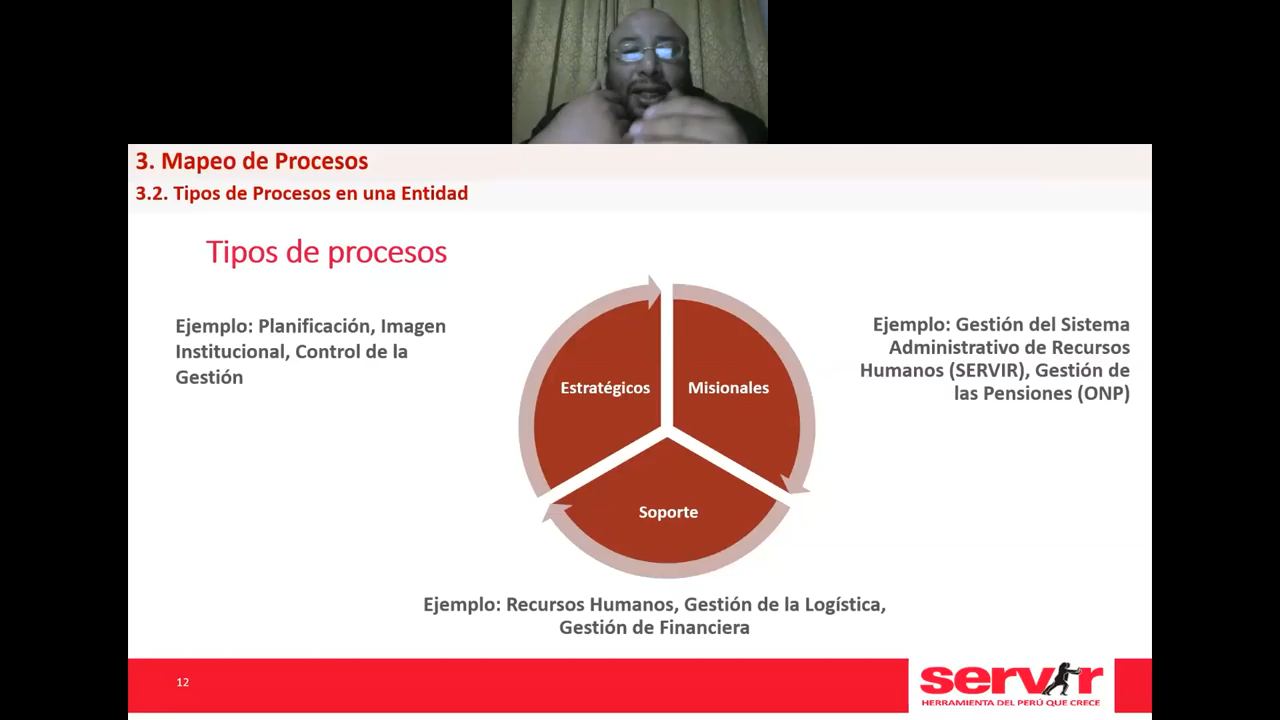 3. Mapeo de Procesos
3.2. Tipos de Procesos en una Entidad
Tipos de procesos
Ejemplo: Planificación, Imagen
Institucional, Control de la
Gestión
Estratégicos
Misionales
Ejemplo: Gestión del Sistema
Administrativo de Recursos
Humanos (SERVIR), Gestión de
las Pensiones (ONP)
Soporte
Ejemplo: Recursos Humanos, Gestión de la Logística,
Gestión de Financiera
12
servir
HERRAMIENTA DEL PERÚ QUE CRECE